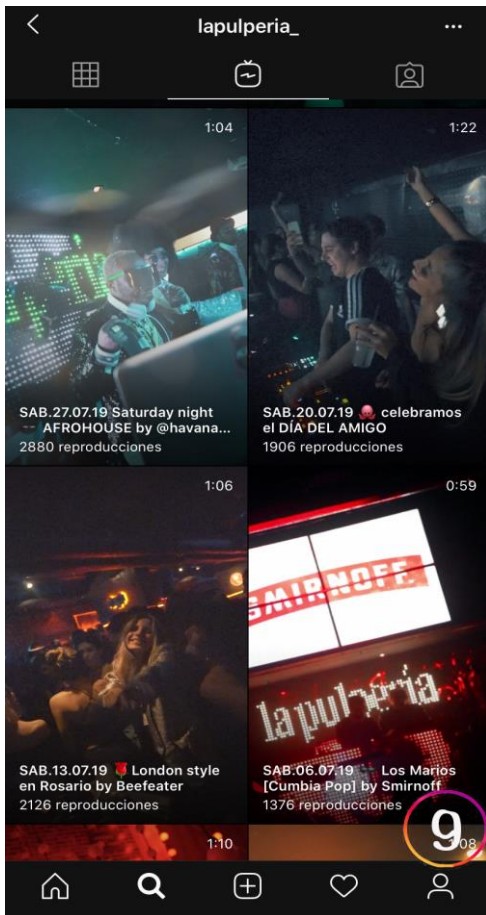 lapulperia_
1:04
1:22
SAB.27.07.19 Saturday night
AFROHOUSE by @havana...
2880 reproducciones
SAB.20.07.19 🐙 celebramos
el DÍA DEL AMIGO
1906 reproducciones
1:06
0:59
SMIRNOFF
la pulpería
SAB.13.07.19 🌹 London style
en Rosario by Beefeater
2126 reproducciones
SAB.06.07.19 Los Marios
[Cumbia Pop] by Smirnoff
1376 reproducciones
9
1:10
:08